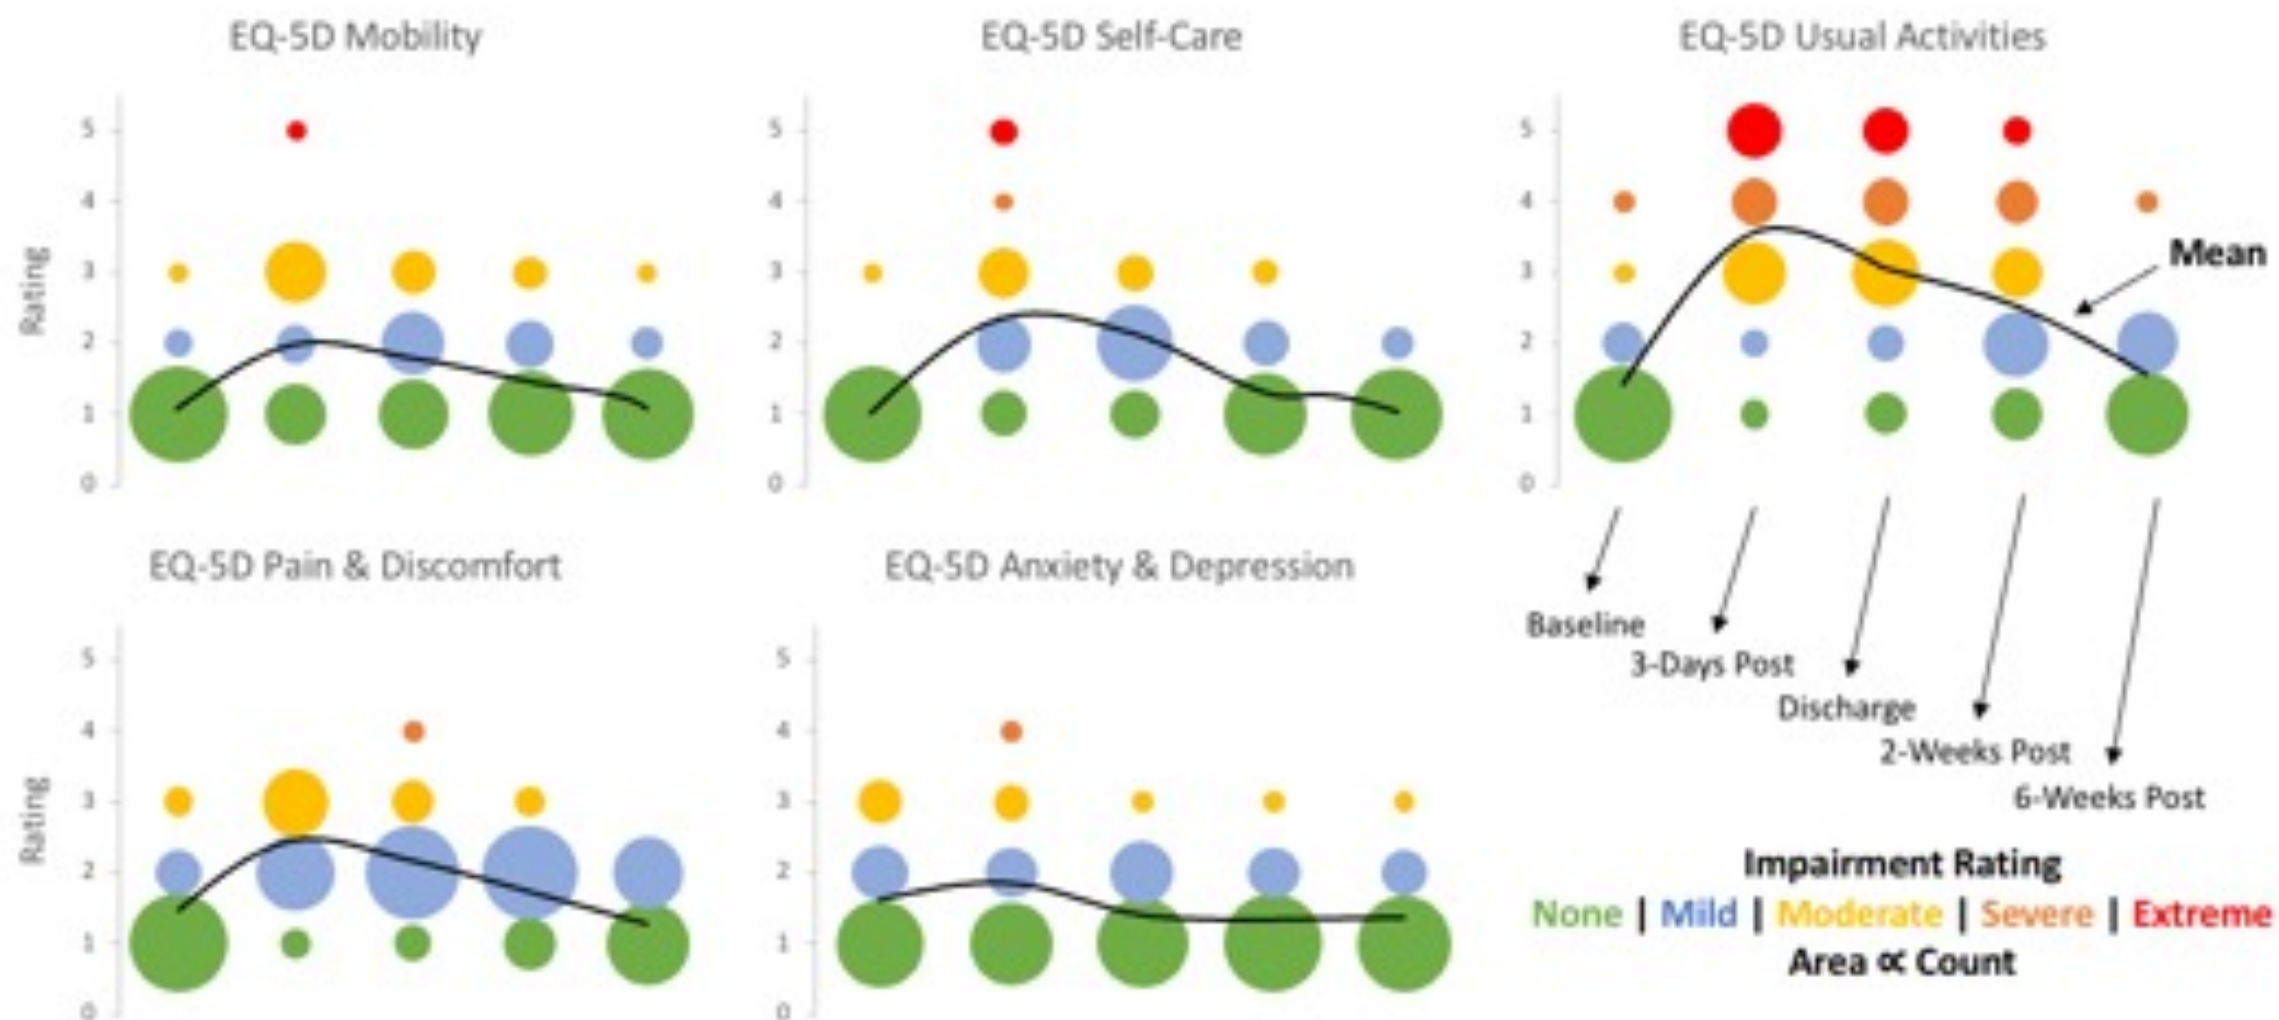 EQ-5D Mobility
5
4
3
2
1
0
Rating
EQ-5D Self-Care
5
4
3
2
1
0
EQ-5D Usual Activities
5
4
3
2
1
0
Mean
EQ-5D Pain & Discomfort
5
4
3
2
1
0
Rating
EQ-5D Anxiety & Depression
5
4
3
2
1
0
Baseline
3-Days Post
Discharge
2-Weeks Post
6-Weeks Post
Impairment Rating
None | Mild | Moderate | Severe | Extreme
Area ∝ Count